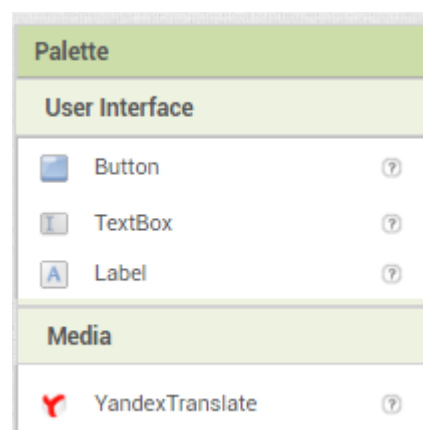 Palette
User Interface
Button ?
TextBox ?
A Label ?
Media
YandexTranslate ?